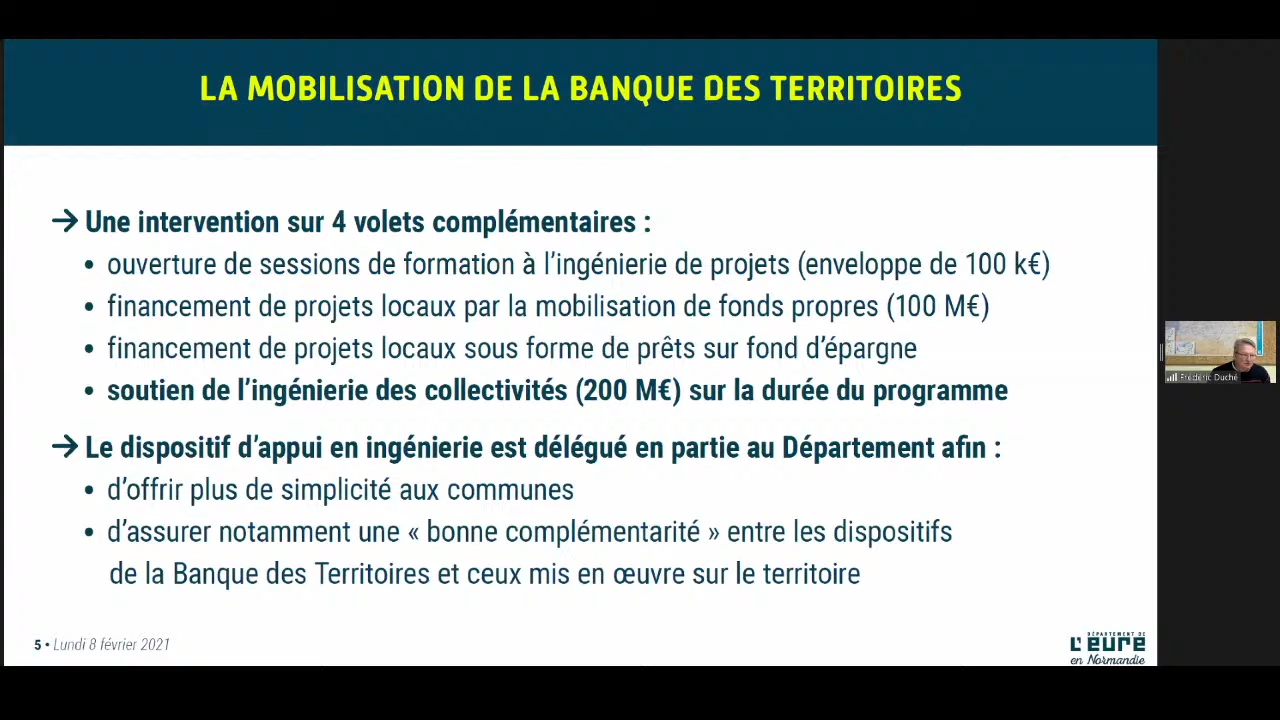 LA MOBILISATION DE LA BANQUE DES TERRITOIRES
→ Une intervention sur 4 volets complémentaires :
• ouverture de sessions de formation à l'ingénierie de projets (enveloppe de 100 k€)
• financement de projets locaux par la mobilisation de fonds propres (100 M€)
• financement de projets locaux sous forme de prêts sur fond d'épargne
• soutien de l'ingénierie des collectivités (200 M€) sur la durée du programme
→ Le dispositif d'appui en ingénierie est délégué en partie au Département afin :
• d'offrir plus de simplicité aux communes
• d'assurer notamment une « bonne complémentarité » entre les dispositifs
de la Banque des Territoires et ceux mis en œuvre sur le territoire
5 • Lundi 8 février 2021
DÉPARTEMENT DE
L'EURE
en Normandie
Frédéric Duché